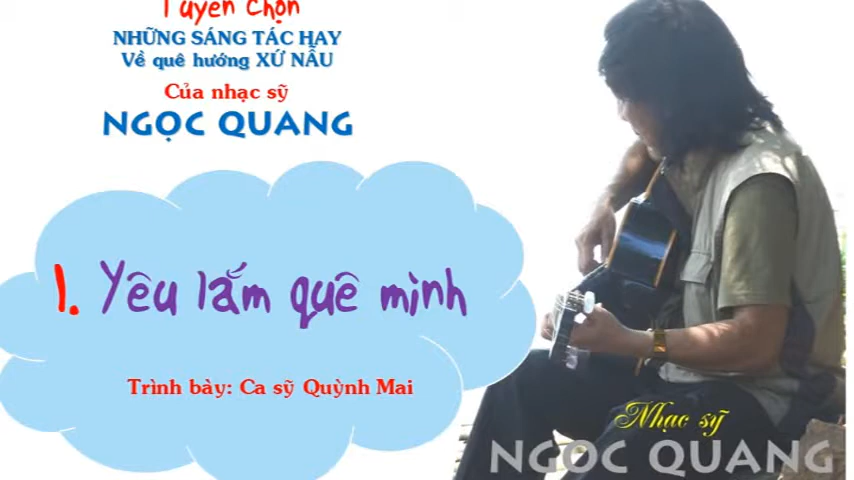 Tuyển Chọn
NHỮNG SÁNG TÁC HAY
Về quê hướng XỨ NẪU
Của nhạc sỹ
NGỌC QUANG
1. Yêu lắm quê mình
Trình bày: Ca sỹ Quỳnh Mai
Nhạc sỹ
NGỌC QUANG